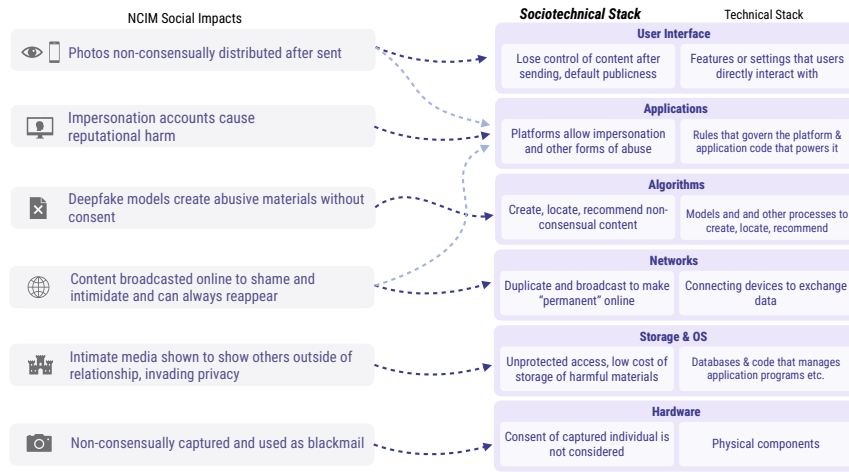 NCIM Social Impacts
Sociotechnical Stack
Technical Stack
Photos non-consensually distributed after sent
User Interface
Lose control of content after
sending, default publicness
Features or settings that users
directly interact with
Impersonation accounts cause
reputational harm
Applications
Platforms allow impersonation
and other forms of abuse
Rules that govern the platform &
application code that powers it
Deepfake models create abusive materials without
consent
Algorithms
Create, locate, recommend non-
consensual content
Models and and other processes to
create, locate, recommend
Content broadcasted online to shame and
intimidate and can always reappear
Networks
Duplicate and broadcast to make
“permanent” online
Connecting devices to exchange
data
Intimate media shown to show others outside of
relationship, invading privacy
Storage & OS
Unprotected access, low cost of
storage of harmful materials
Databases & code that manages
application programs etc.
Non-consensually captured and used as blackmail
Hardware
Consent of captured individual is
not considered
Physical components